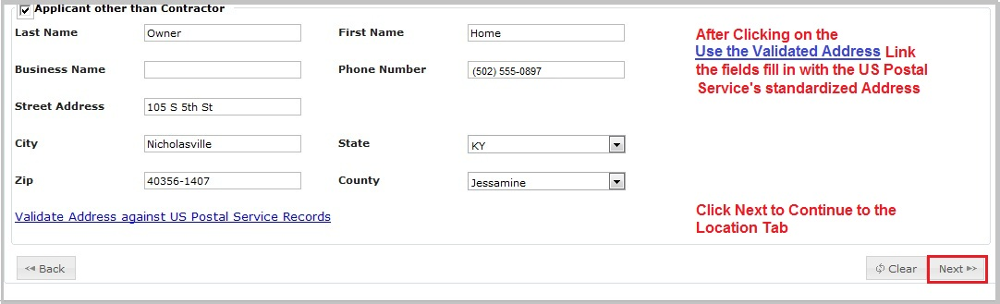 Applicant other than Contractor
Last Name Owner First Name Home
After Clicking on the
Use the Validated Address Link
Business Name Phone Number (502) 555-0897
the fields fill in with the US Postal
Service's standardized Address
Street Address 105 S 5th St
City Nicholasville State KY
Zip 40356-1407 County Jessamine
Validate Address against US Postal Service Records
Click Next to Continue to the
Location Tab
Back Clear Next